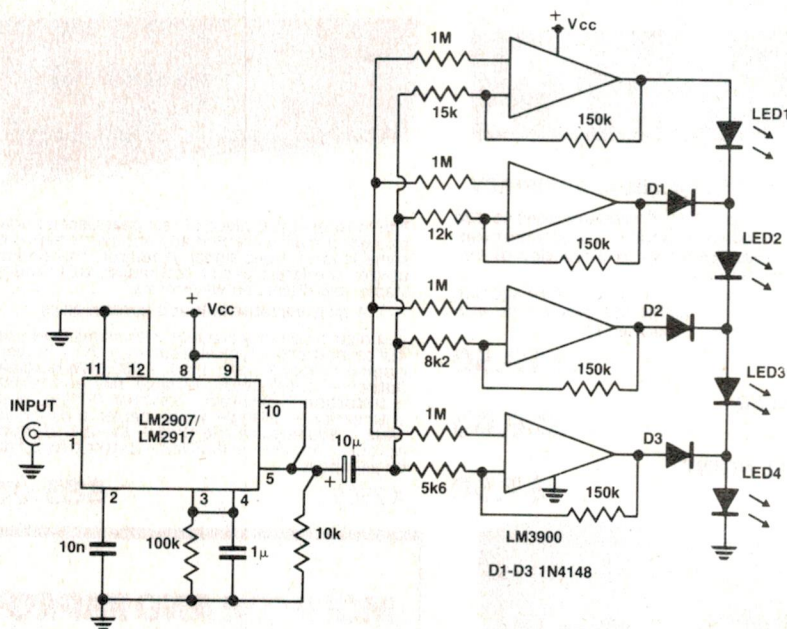 +
Vcc
1M
15k
150k
LED1
1M
12k
150k
D1
LED2
1M
8k2
150k
D2
LED3
1M
5k6
150k
D3
LED4
LM3900
D1-D3 1N4148
+
Vcc
11 12 8 9
10
INPUT
1
LM2907/
LM2917
5
2 3 4
+
10μ
10n
100k
1μ
10k